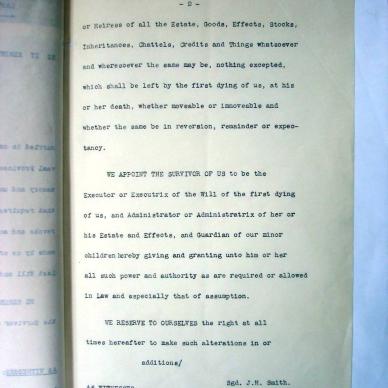 - 2 -
or Heiress of all the Estate, Goods, Effects, Stocks,
Inheritances, Chattels, Credits and Things whatsoever
and wheresoever the same may be, nothing excepted,
which shall be left by the first dying of us, at his
or her death, whether moveable or immoveable and
whether the same be in reversion, remainder or expec-
tancy.
WE APPOINT THE SURVIVOR OF US to be the
Executor or Executrix of the Will of the first dying
of us, and Administrator or Administratrix of her or
his Estate and Effects, and Guardian of our minor
children hereby giving and granting unto him or her
all such power and authority as are required or allowed
in Law and especially that of assumption.
WE RESERVE TO OURSELVES the right at all
times hereafter to make such alterations in or
additions/
Sgd. J.H. Smith.
AS WITNESSES